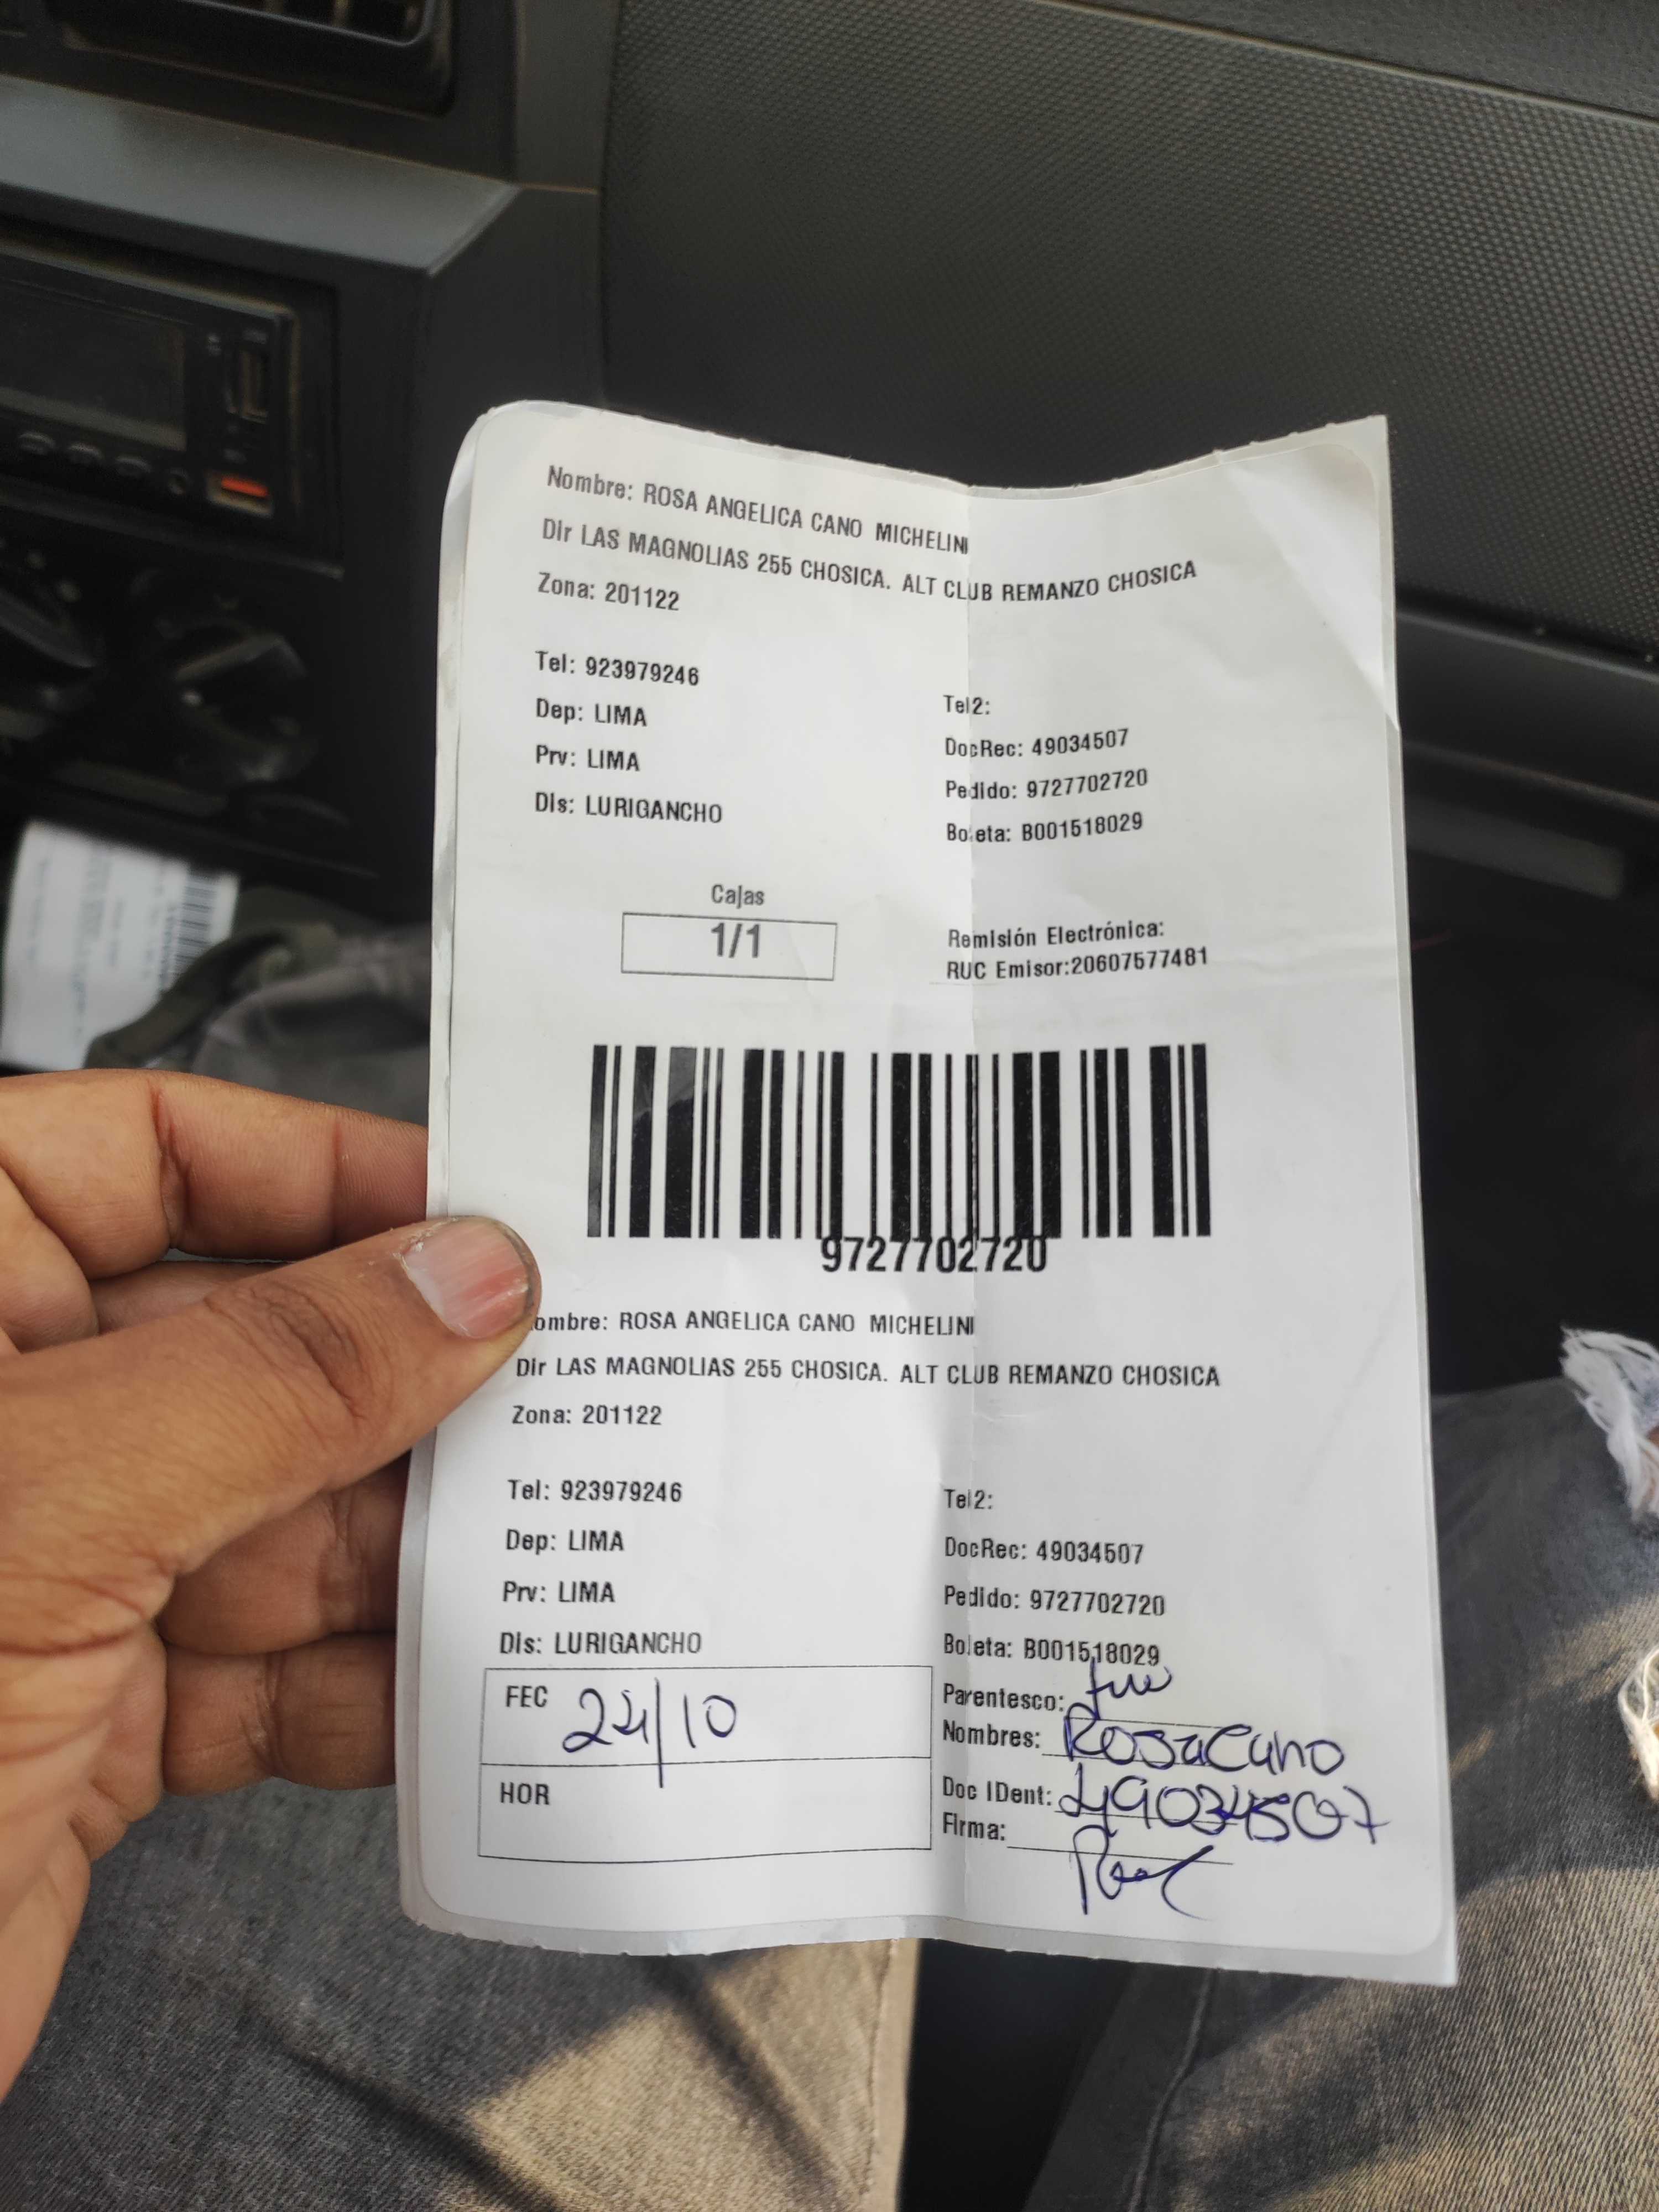 Nombre: ROSA ANGELICA CANO MICHELINI
Dir LAS MAGNOLIAS 255 CHOSICA. ALT CLUB REMANZO CHOSICA
Zona: 201122
Tel: 923979246
Tel2:
Dep: LIMA
DocRec: 49034507
Prv: LIMA
Pedido: 9727702720
Dis: LURIGANCHO
Boleta: B001518029
Cajas
1/1
Remisión Electrónica:
RUC Emisor:20607577481
9727702720
ombre: ROSA ANGELICA CANO MICHELINI
Dir LAS MAGNOLIAS 255 CHOSICA. ALT CLUB REMANZO CHOSICA
Zona: 201122
Tel: 923979246
Tel2:
Dep: LIMA
DocRec: 49034507
Prv: LIMA
Pedido: 9727702720
Dis: LURIGANCHO
Boleta: B001518029
FEC 24/10
Parentesco:
Nombres: Rosa Cano
HOR
Doc IDent: 49034507
Firma: